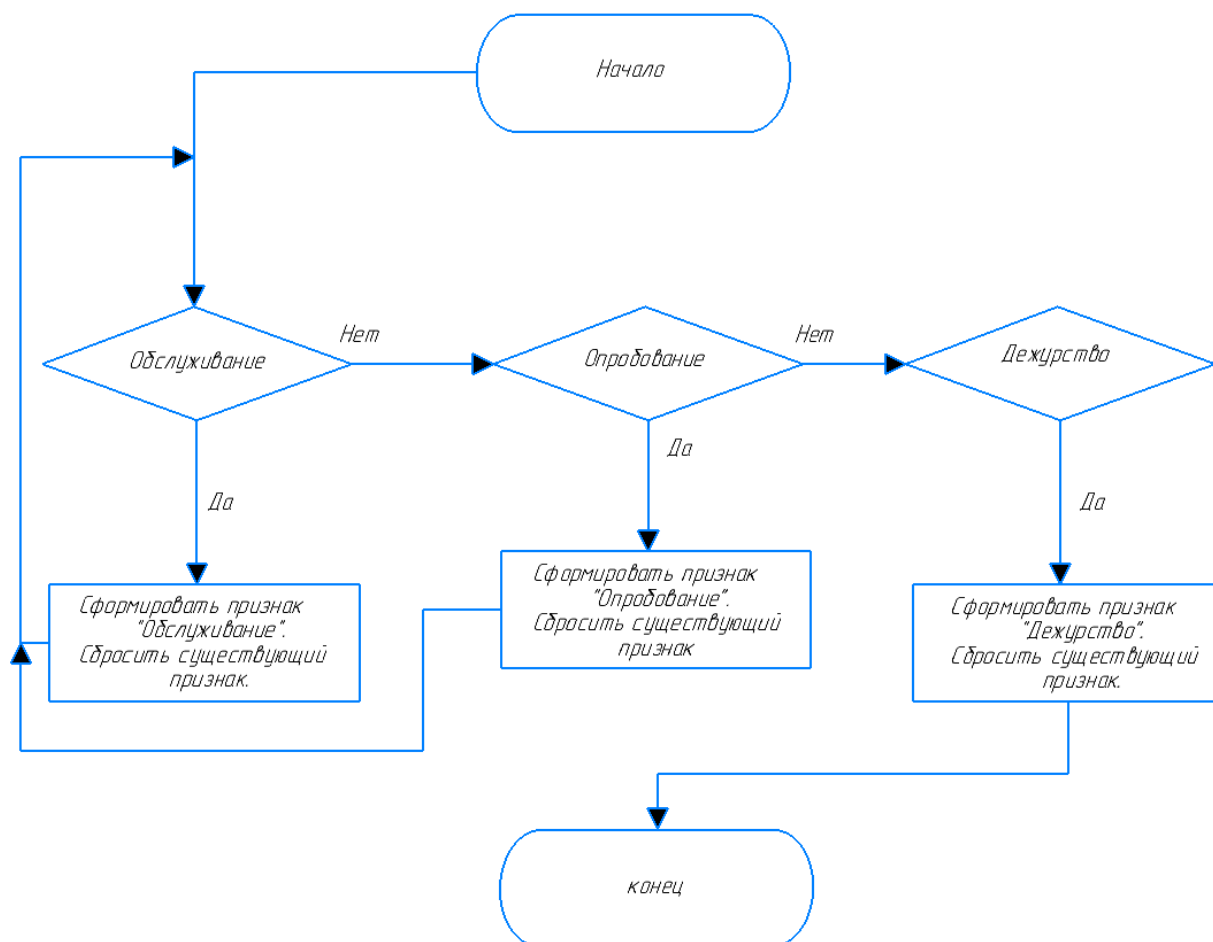 Начало
Обслуживание
Нет
Опробование
Нет
Дежурство
Да
Да
Да
Сформировать признак
"Обслуживание".
Сбросить существующий
признак.
Сформировать признак
"Опробование".
Сбросить существующий
признак
Сформировать признак
"Дежурство".
Сбросить существующий
признак.
конец